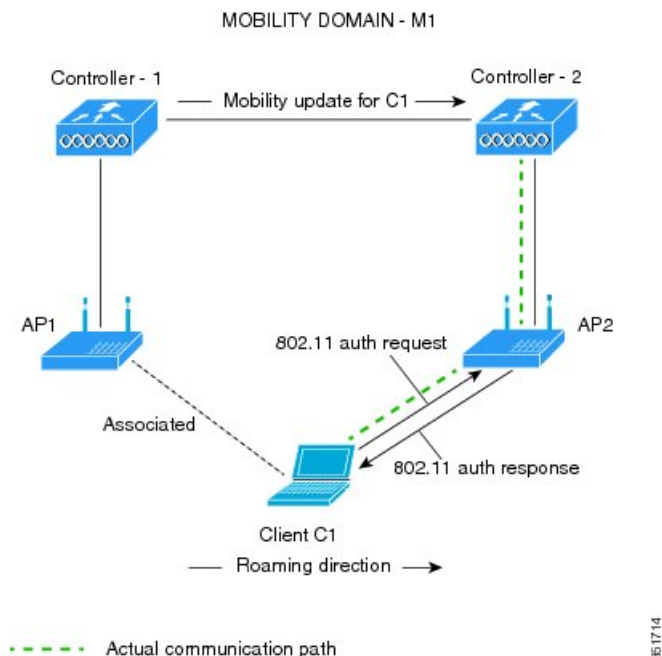 MOBILITY DOMAIN - M1
Controller - 1
Controller - 2
Mobility update for C1
AP1
AP2
802.11 auth request
Associated
802.11 auth response
Client C1
Roaming direction
Actual communication path